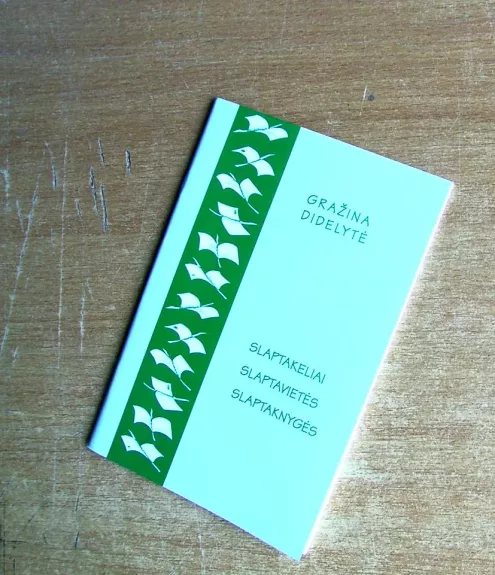 GRAŽINA
DIDELYTĖ
SLAPTAKELIAI
SLAPTAVIETĖS
SLAPTAKNYGĖS